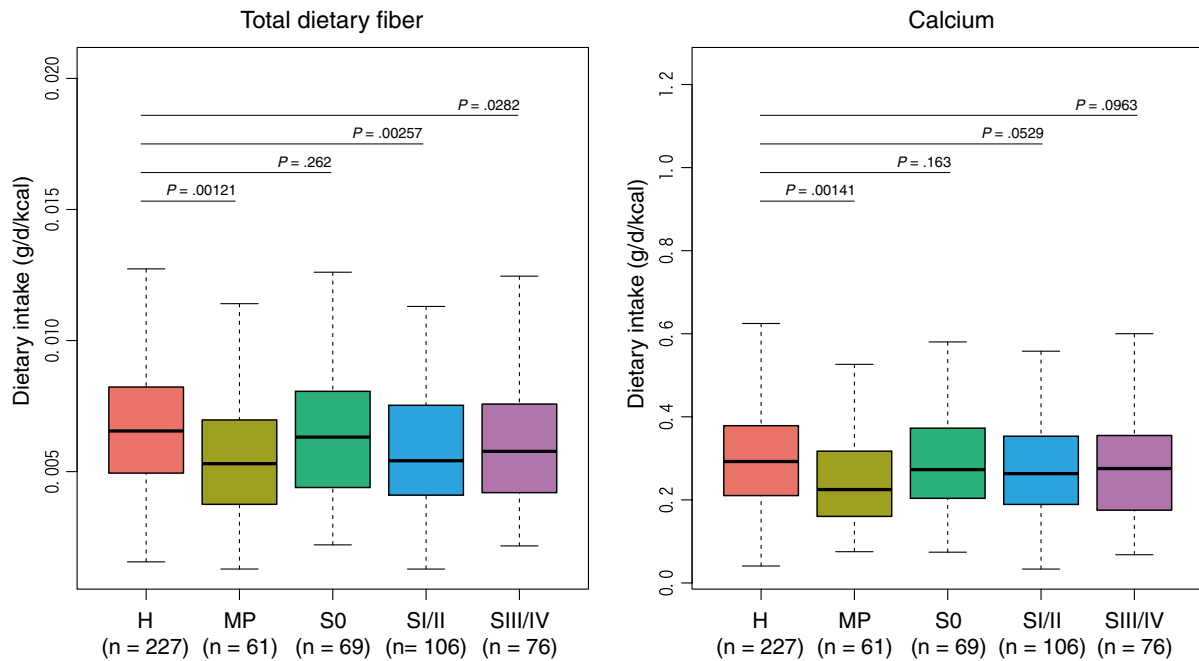 Total dietary fiber
Dietary intake (g/d/kcal)
0.020
0.015
0.010
0.005
P = .0282
P = .00257
P = .262
P = .00121
H MP S0 SI/II SIII/IV
(n = 227) (n = 61) (n = 69) (n= 106) (n = 76)
Calcium
Dietary intake (g/d/kcal)
1.2
1.0
0.8
0.6
0.4
0.2
0.0
P = .0963
P = .0529
P = .163
P = .00141
H MP S0 SI/II SIII/IV
(n = 227) (n = 61) (n = 69) (n = 106) (n = 76)